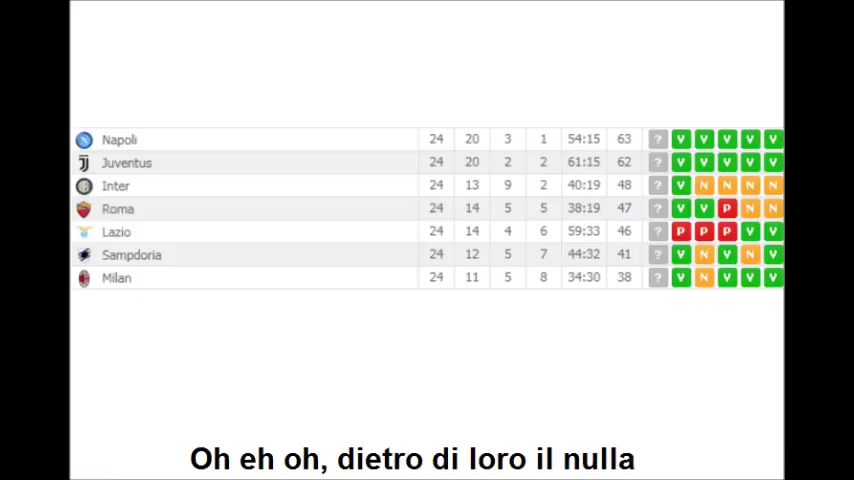 Napoli 24 20 3 1 54:15 63 ? V V V V V
Juventus 24 20 2 2 61:15 62 ? V V V V V
Inter 24 13 9 2 40:19 48 ? V N N N N
Roma 24 14 5 5 38:19 47 ? V V P N N
Lazio 24 14 4 6 59:33 46 ? P P P V V
Sampdoria 24 12 5 7 44:32 41 ? V N V N V
Milan 24 11 5 8 34:30 38 ? V N V V V
Oh eh oh, dietro di loro il nulla